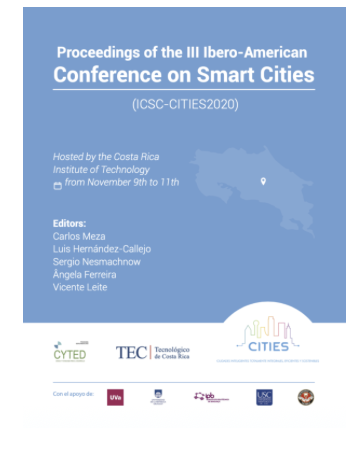 Proceedings of the III Ibero-American
Conference on Smart Cities
(ICSC-CITIES2020)
Hosted by the Costa Rica
Institute of Technology
from November 9th to 11th
Editors:
Carlos Meza
Luis Hernández-Callejo
Sergio Nesmachnow
Ângela Ferreira
Vicente Leite
CYTED
TEC | Tecnológico
de Costa Rica
CITIES
Con el apoyo de:
UVa
ipb
USC